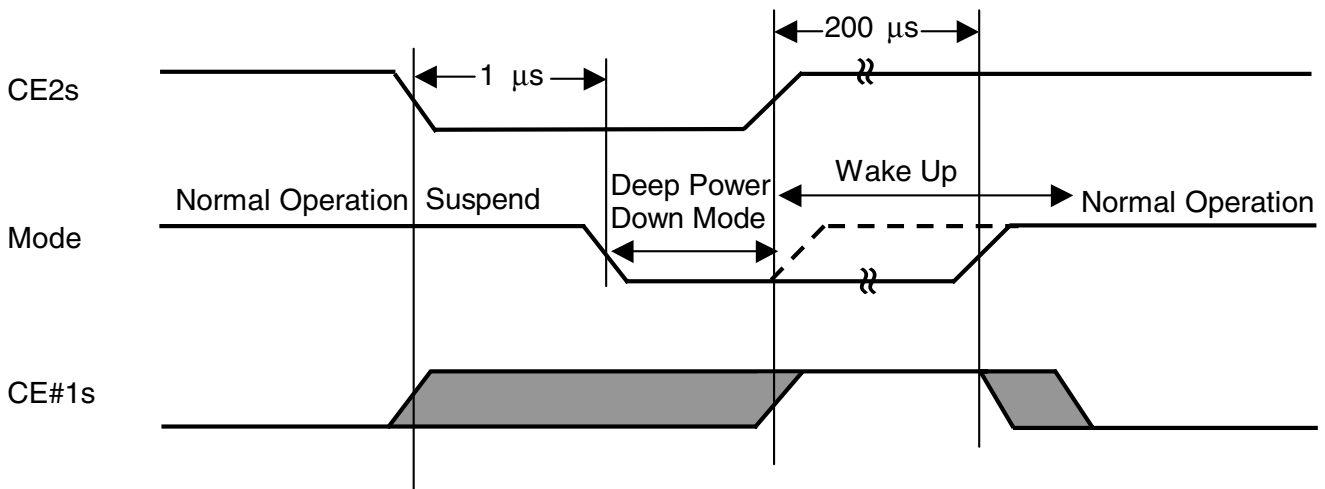 200 μs
CE2s
1 μs
Deep Power
Down Mode
Wake Up
Normal Operation
Suspend
Normal Operation
Mode
CE#1s